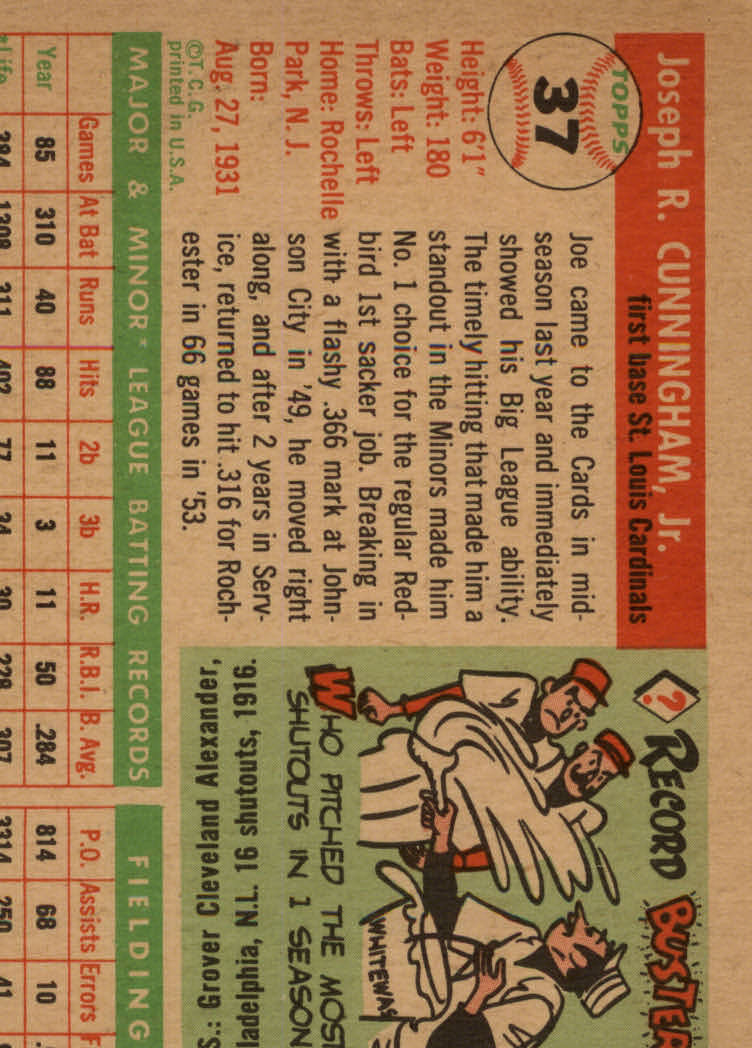 Joseph R. CUNNINGHAM, Jr.
first base St. Louis Cardinals
TOPPS
37
Height: 6'1"
Weight: 180
Bats: Left
Throws: Left
Home: Rochelle
Park, N. J.
Born:
Aug. 27, 1931
©T. C. G.
printed in U.S.A.
Joe came to the Cards in mid-
season last year and immediately
showed his Big League ability.
The timely hitting that made him a
standout in the Minors made him
No. 1 choice for the regular Red-
bird 1st sacker job. Breaking in
with a flashy .366 mark at John-
son City in '49, he moved right
along, and after 2 years in Serv-
ice, returned to hit .316 for Roch-
ester in 66 games in '53.
? RECORD
WHITEWAS
WHO PITCHED THE MOST
SHUTOUTS IN 1 SEASON
S.: Grover Cleveland Alexander,
ladelphia, N.L. 16 shutouts, 1916.
MAJOR & MINOR* LEAGUE BATTING RECORDS
Games At Bat Runs Hits 2b 3b H.R. R.B.I. B. Avg.
Year 85 310 40 88 11 3 11 50 .284
FIELDING
P.O. Assists Errors F
814 68 10